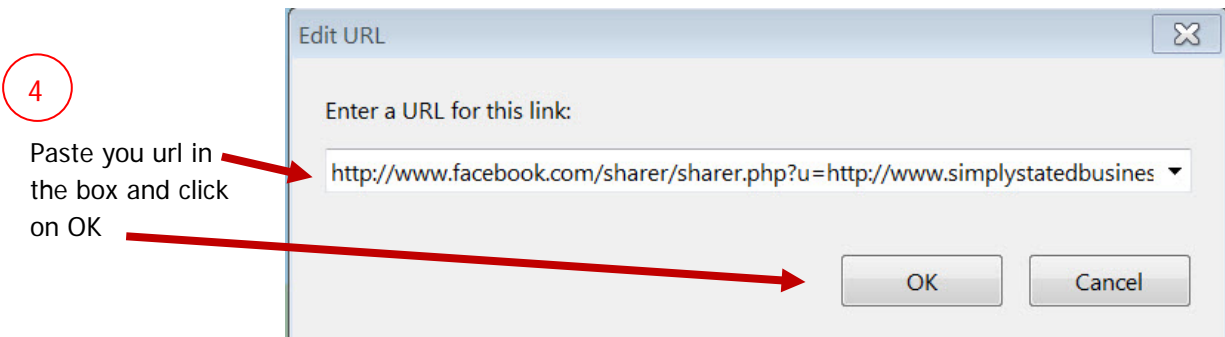 Edit URL
4
Enter a URL for this link:
Paste you url in
the box and click
on OK
http://www.facebook.com/sharer/sharer.php?u=http://www.simplystatedbusines
OK
Cancel